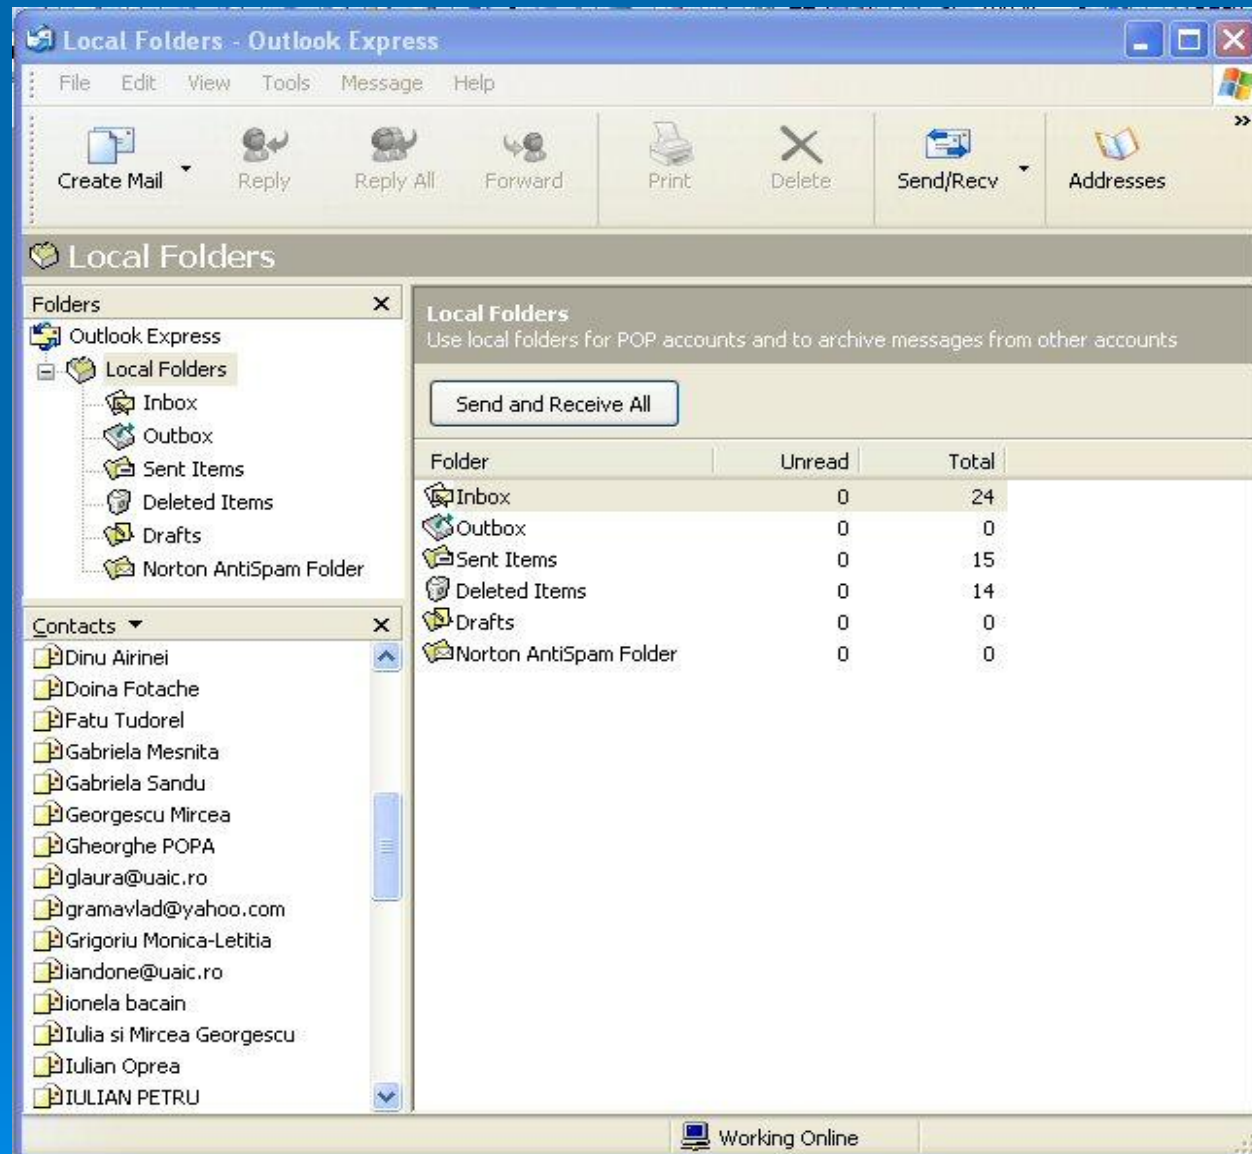 Local Folders - Outlook Express
File Edit View Tools Message Help
Create Mail Reply Reply All Forward Print Delete Send/Recv Addresses
Local Folders
Folders
Outlook Express
Local Folders
Inbox
Outbox
Sent Items
Deleted Items
Drafts
Norton AntiSpam Folder
Contacts
Dinu Airinei
Doina Fotache
Fatu Tudorel
Gabriela Mesnita
Gabriela Sandu
Georgescu Mircea
Gheorghe POPA
glaura@uaic.ro
gramavlad@yahoo.com
Grigoriu Monica-Letitia
iandone@uaic.ro
ionela bacain
Iulia si Mircea Georgescu
Iulian Oprea
IULIAN PETRU
Local Folders
Use local folders for POP accounts and to archive messages from other accounts
Send and Receive All
Folder Unread Total
Inbox 0 24
Outbox 0 0
Sent Items 0 15
Deleted Items 0 14
Drafts 0 0
Norton AntiSpam Folder 0 0
Working Online